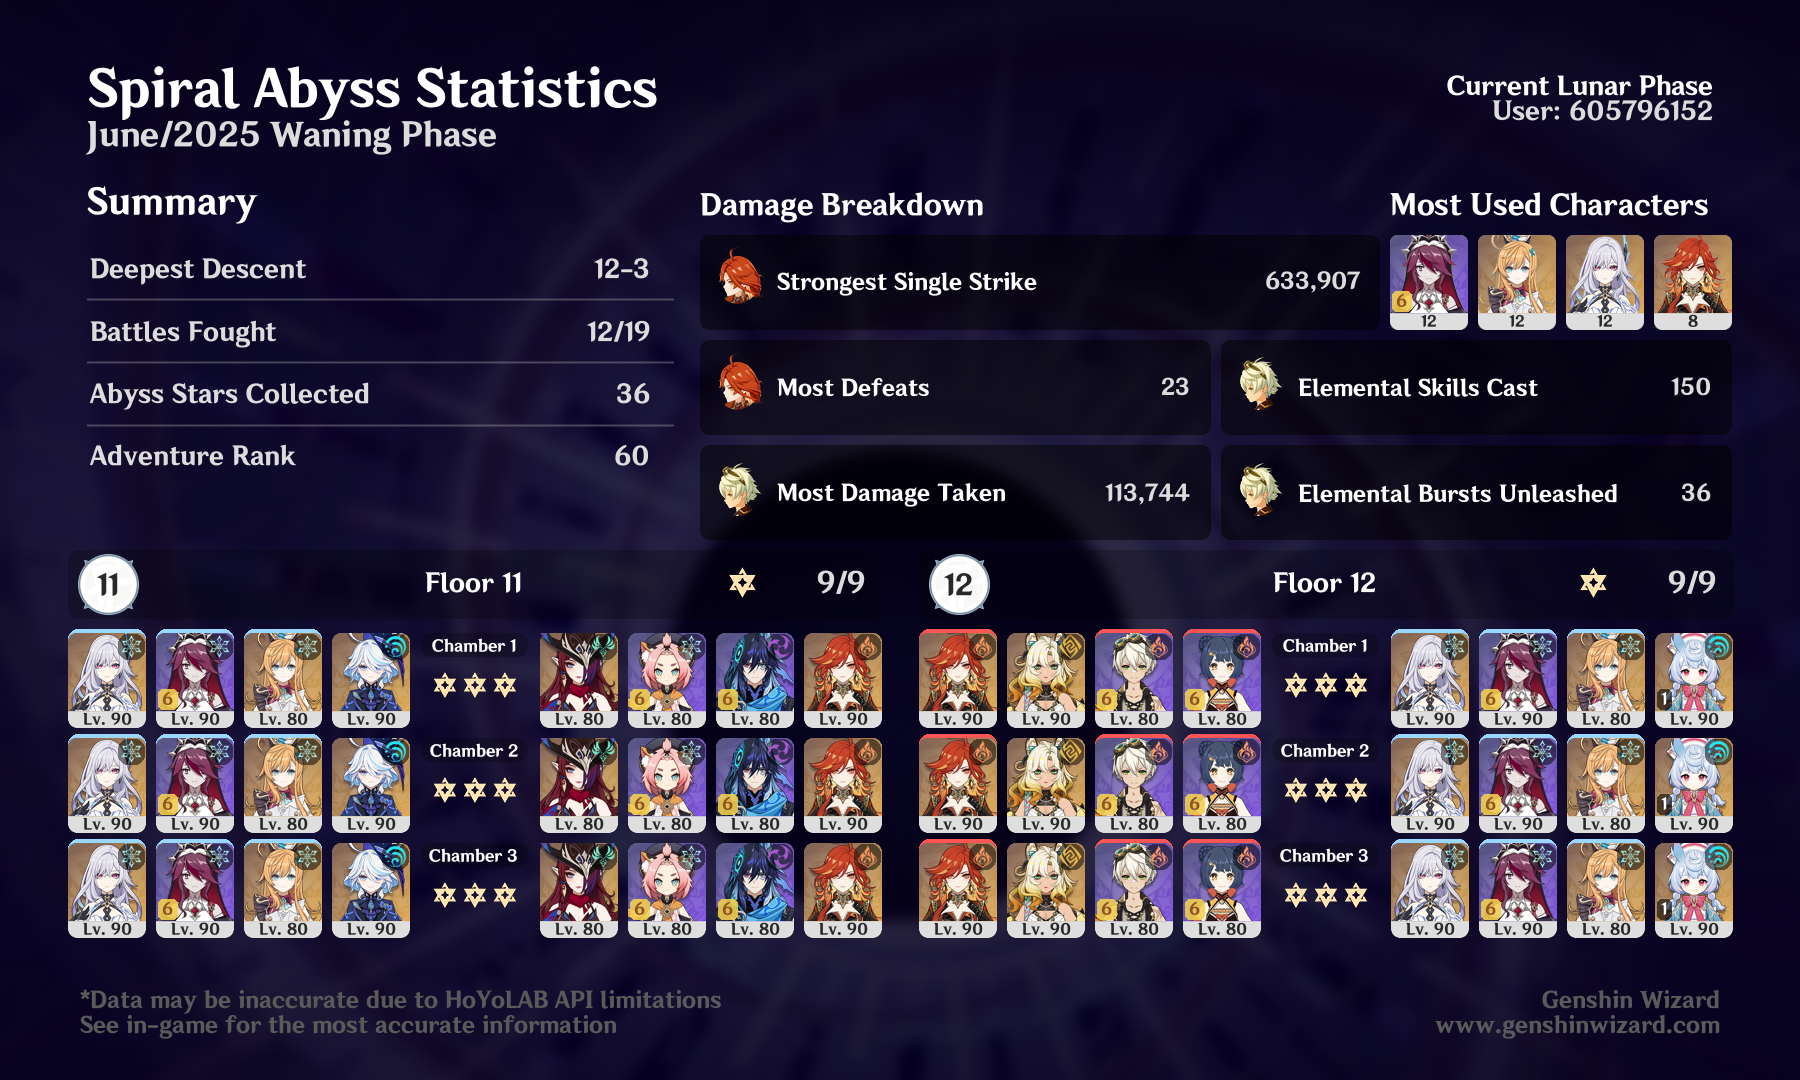 Spiral Abyss Statistics
June/2025 Waning Phase
Current Lunar Phase
User: 605796152
Summary
Deepest Descent 12-3
Battles Fought 12/19
Abyss Stars Collected 36
Adventure Rank 60
Damage Breakdown
Strongest Single Strike 633,907
Most Defeats 23
Elemental Skills Cast 150
Most Damage Taken 113,744
Elemental Bursts Unleashed 36
Most Used Characters
6
12 12 12 8
11 Floor 11 9/9
Chamber 1
6 6 6
Lv. 90 Lv. 90 Lv. 80 Lv. 90 Lv. 80 Lv. 80 Lv. 80 Lv. 90
Chamber 2
6 6 6
Lv. 90 Lv. 90 Lv. 80 Lv. 90 Lv. 80 Lv. 80 Lv. 80 Lv. 90
Chamber 3
6 6 6
Lv. 90 Lv. 90 Lv. 80 Lv. 90 Lv. 80 Lv. 80 Lv. 80 Lv. 90
12 Floor 12 9/9
Chamber 1
6 6 6 1
Lv. 90 Lv. 90 Lv. 80 Lv. 80 Lv. 90 Lv. 90 Lv. 80 Lv. 90
Chamber 2
6 6 6 1
Lv. 90 Lv. 90 Lv. 80 Lv. 80 Lv. 90 Lv. 90 Lv. 80 Lv. 90
Chamber 3
6 6 6 1
Lv. 90 Lv. 90 Lv. 80 Lv. 80 Lv. 90 Lv. 90 Lv. 80 Lv. 90
*Data may be inaccurate due to HoYoLAB API limitations
See in-game for the most accurate information
Genshin Wizard
www.genshinwizard.com